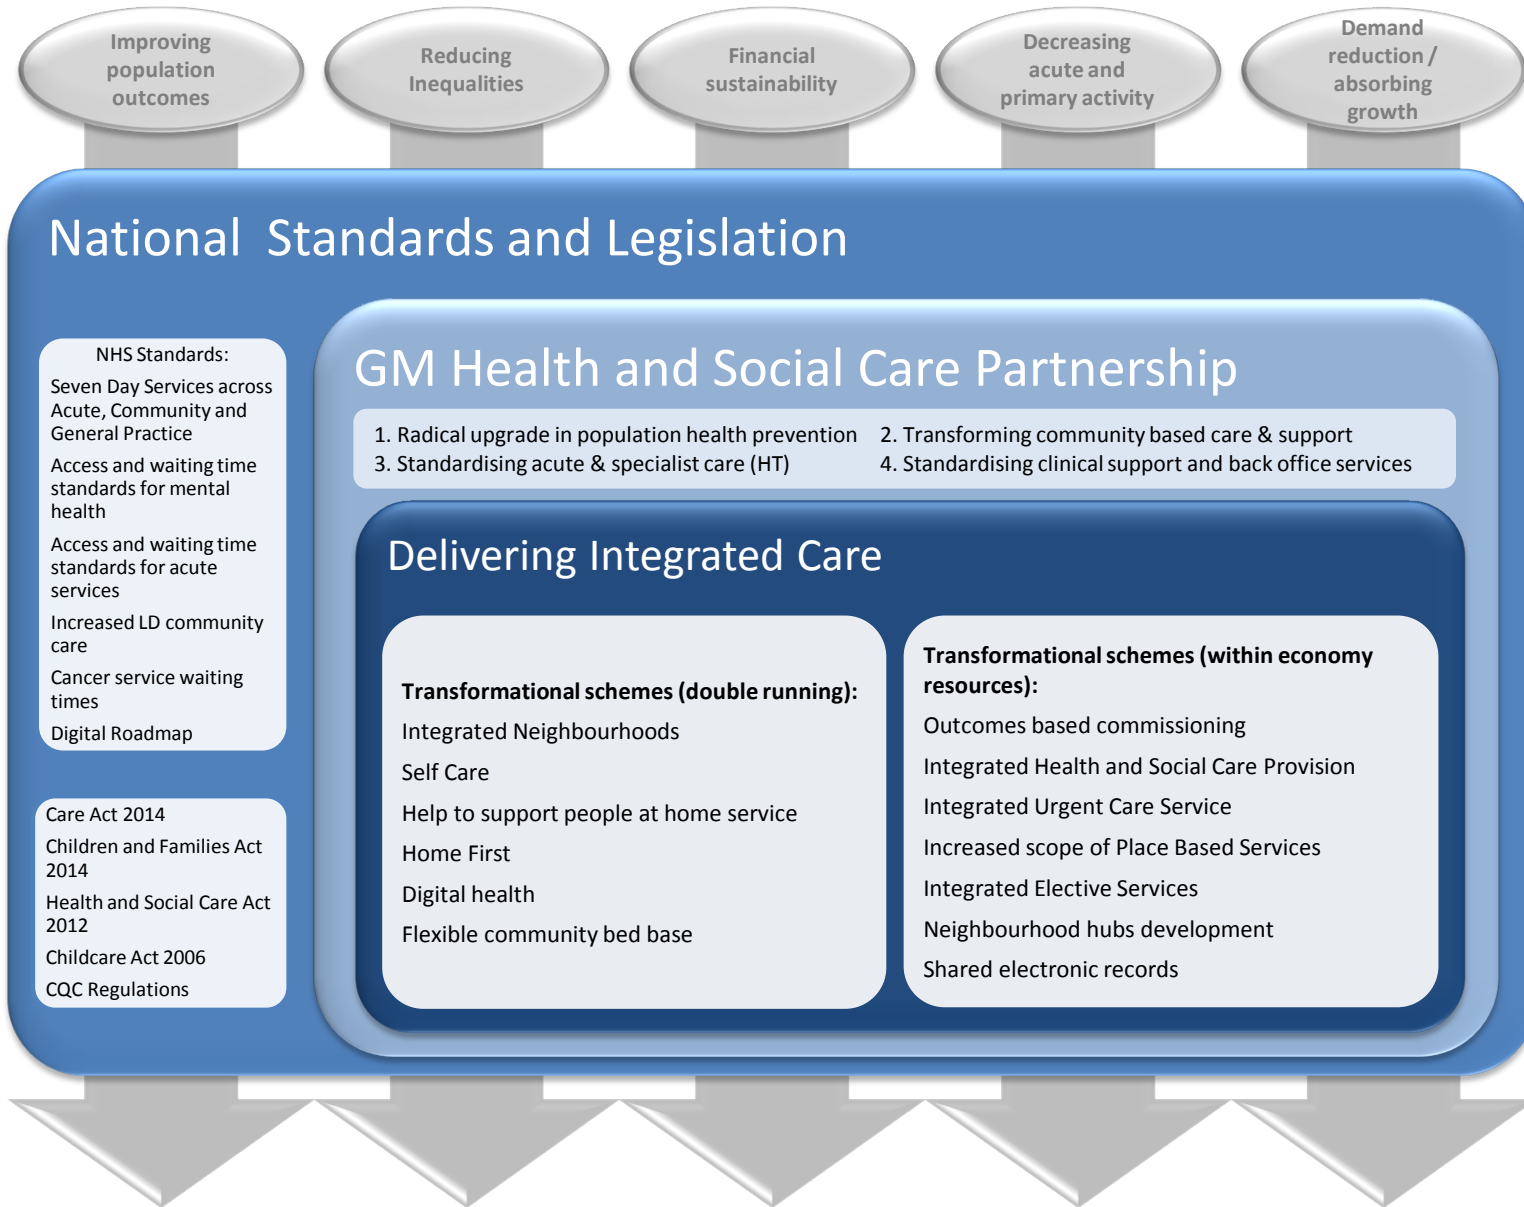 Improving
population
outcomes
Reducing
Inequalities
Financial
sustainability
Decreasing
acute and
primary activity
Demand
reduction /
absorbing
growth
National  Standards and Legislation
NHS Standards:
Seven Day Services across
Acute, Community and
General Practice
Access and waiting time
standards for mental
health
Access and waiting time
standards for acute
services
Increased LD community
care
Cancer service waiting
times
Digital Roadmap
Care Act 2014
Children and Families Act
2014
Health and Social Care Act
2012
Childcare Act 2006
CQC Regulations
GM Health and Social Care Partnership
1. Radical upgrade in population health prevention 2. Transforming community based care & support
3. Standardising acute & specialist care (HT) 4. Standardising clinical support and back office services
Delivering Integrated Care
Transformational schemes (double running):
Integrated Neighbourhoods
Self Care
Help to support people at home service
Home First
Digital health
Flexible community bed base
Transformational schemes (within economy
resources):
Outcomes based commissioning
Integrated Health and Social Care Provision
Integrated Urgent Care Service
Increased scope of Place Based Services
Integrated Elective Services
Neighbourhood hubs development
Shared electronic records